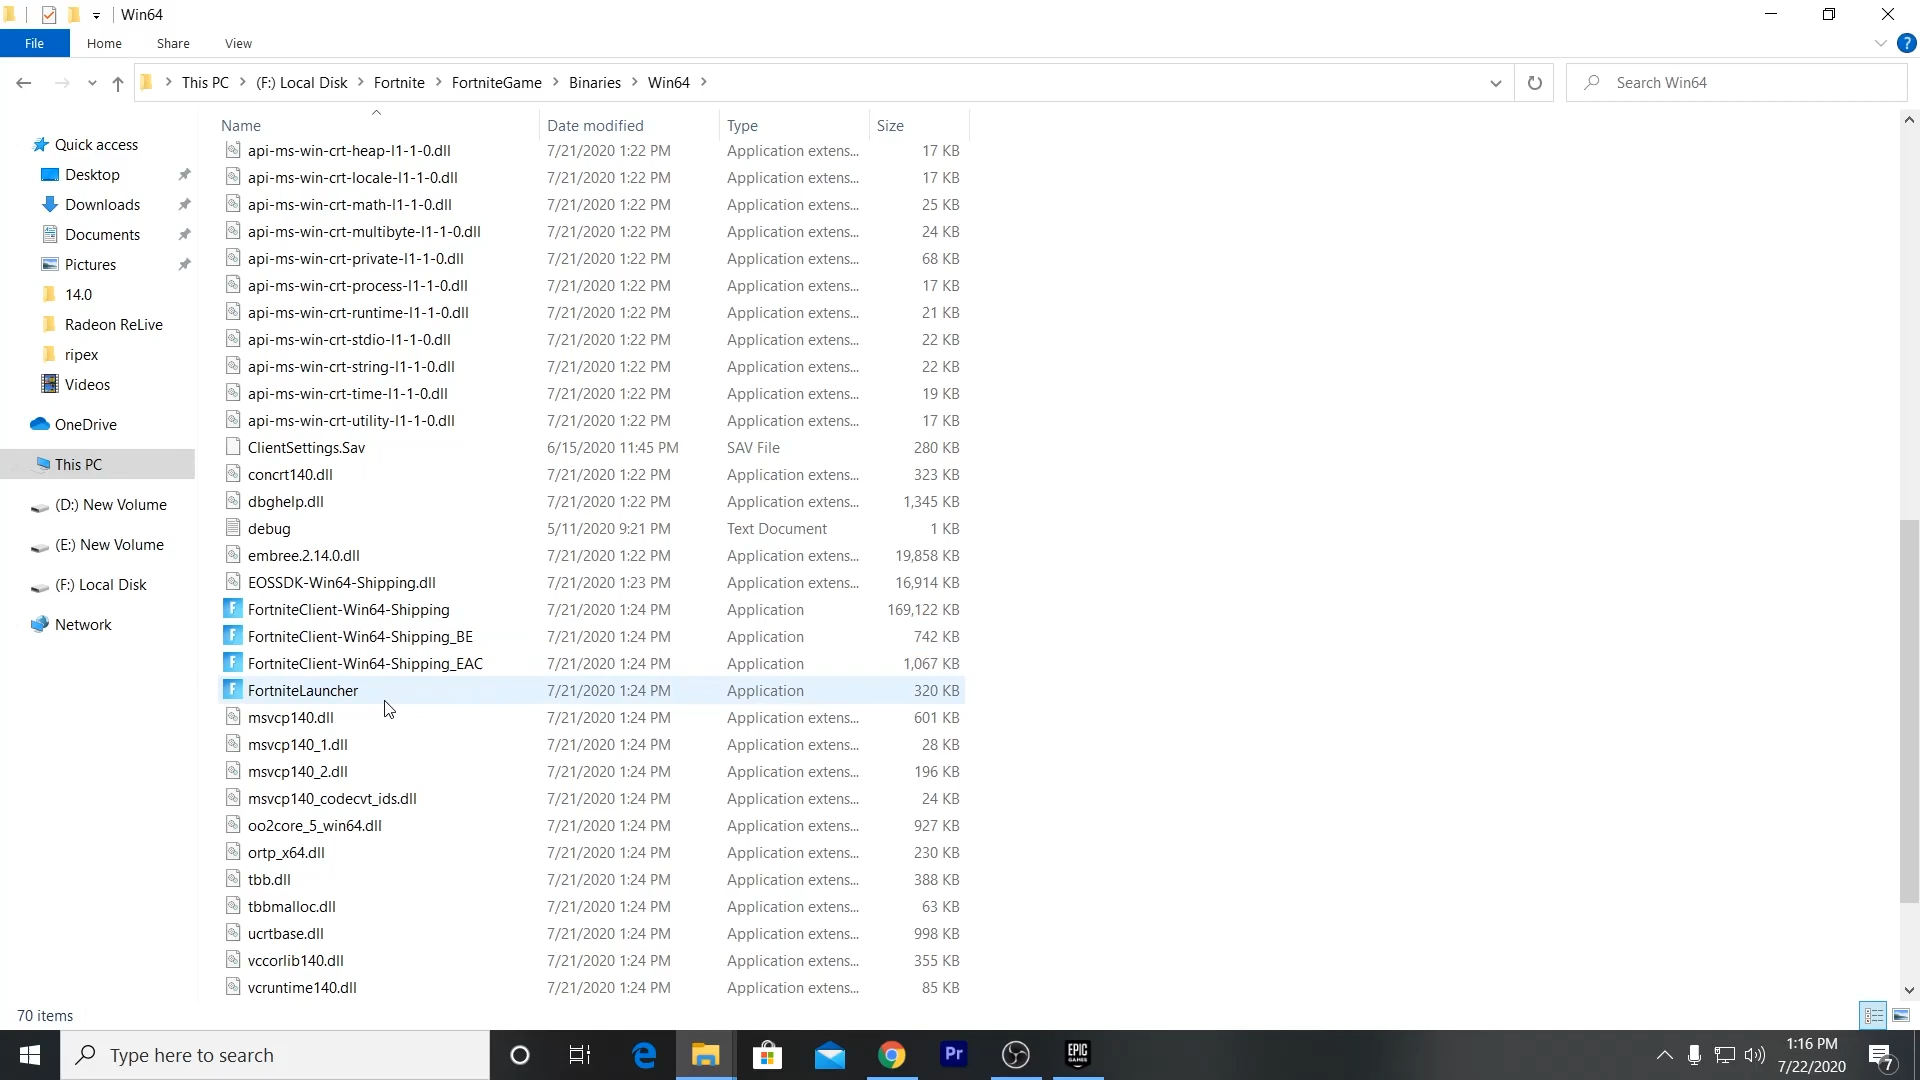 Win64
File Home Share View
This PC (F:) Local Disk Fortnite FortniteGame Binaries Win64
Search Win64
Name Date modified Type Size
Quick access
Desktop
Downloads
Documents
Pictures
14.0
Radeon ReLive
ripex
Videos
OneDrive
This PC
(D:) New Volume
(E:) New Volume
(F:) Local Disk
Network
api-ms-win-crt-heap-l1-1-0.dll 7/21/2020 1:22 PM Application extens... 17 KB
api-ms-win-crt-locale-l1-1-0.dll 7/21/2020 1:22 PM Application extens... 17 KB
api-ms-win-crt-math-l1-1-0.dll 7/21/2020 1:22 PM Application extens... 25 KB
api-ms-win-crt-multibyte-l1-1-0.dll 7/21/2020 1:22 PM Application extens... 24 KB
api-ms-win-crt-private-l1-1-0.dll 7/21/2020 1:22 PM Application extens... 68 KB
api-ms-win-crt-process-l1-1-0.dll 7/21/2020 1:22 PM Application extens... 17 KB
api-ms-win-crt-runtime-l1-1-0.dll 7/21/2020 1:22 PM Application extens... 21 KB
api-ms-win-crt-stdio-l1-1-0.dll 7/21/2020 1:22 PM Application extens... 22 KB
api-ms-win-crt-string-l1-1-0.dll 7/21/2020 1:22 PM Application extens... 22 KB
api-ms-win-crt-time-l1-1-0.dll 7/21/2020 1:22 PM Application extens... 19 KB
api-ms-win-crt-utility-l1-1-0.dll 7/21/2020 1:22 PM Application extens... 17 KB
ClientSettings.Sav 6/15/2020 11:45 PM SAV File 280 KB
concrt140.dll 7/21/2020 1:22 PM Application extens... 323 KB
dbghelp.dll 7/21/2020 1:22 PM Application extens... 1,345 KB
debug 5/11/2020 9:21 PM Text Document 1 KB
embree.2.14.0.dll 7/21/2020 1:22 PM Application extens... 19,858 KB
EOSSDK-Win64-Shipping.dll 7/21/2020 1:23 PM Application extens... 16,914 KB
FortniteClient-Win64-Shipping 7/21/2020 1:24 PM Application 169,122 KB
FortniteClient-Win64-Shipping_BE 7/21/2020 1:24 PM Application 742 KB
FortniteClient-Win64-Shipping_EAC 7/21/2020 1:24 PM Application 1,067 KB
FortniteLauncher 7/21/2020 1:24 PM Application 320 KB
msvcp140.dll 7/21/2020 1:24 PM Application extens... 601 KB
msvcp140_1.dll 7/21/2020 1:24 PM Application extens... 28 KB
msvcp140_2.dll 7/21/2020 1:24 PM Application extens... 196 KB
msvcp140_codecvt_ids.dll 7/21/2020 1:24 PM Application extens... 24 KB
oo2core_5_win64.dll 7/21/2020 1:24 PM Application extens... 927 KB
ortp_x64.dll 7/21/2020 1:24 PM Application extens... 230 KB
tbb.dll 7/21/2020 1:24 PM Application extens... 388 KB
tbbmalloc.dll 7/21/2020 1:24 PM Application extens... 63 KB
ucrtbase.dll 7/21/2020 1:24 PM Application extens... 998 KB
vccorlib140.dll 7/21/2020 1:24 PM Application extens... 355 KB
vcruntime140.dll 7/21/2020 1:24 PM Application extens... 85 KB
70 items
Type here to search
Pr
EPIC
GAMES
1:16 PM
7/22/2020
7